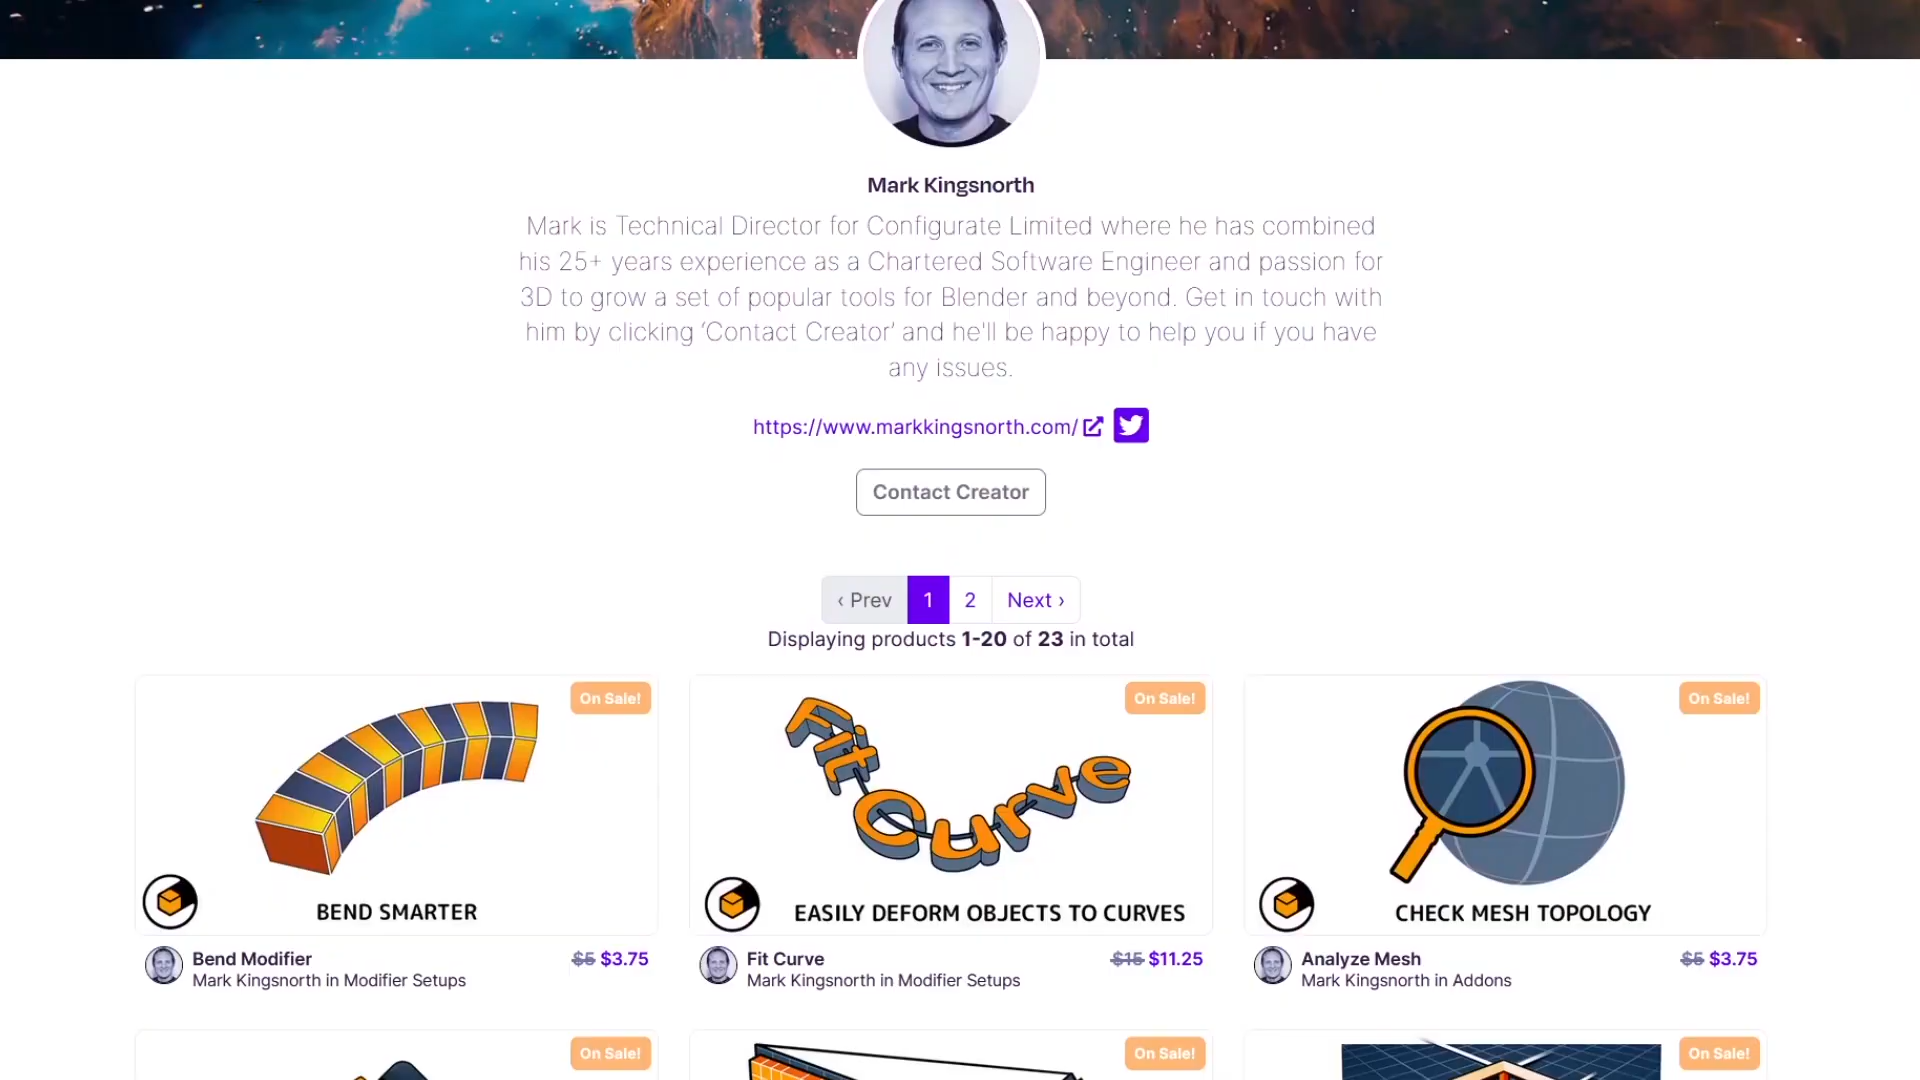 Mark Kingsnorth
Mark is Technical Director for Configurate Limited where he has combined
his 25+ years experience as a Chartered Software Engineer and passion for
3D to grow a set of popular tools for Blender and beyond. Get in touch with
him by clicking ‘Contact Creator’ and he'll be happy to help you if you have
any issues.
https://www.markkingsnorth.com/
Contact Creator
‹ Prev 1 2 Next ›
Displaying products 1-20 of 23 in total
On Sale!
BEND SMARTER
Bend Modifier $5 $3.75
Mark Kingsnorth in Modifier Setups
On Sale!
Fit Curve
EASILY DEFORM OBJECTS TO CURVES
Fit Curve $15 $11.25
Mark Kingsnorth in Modifier Setups
On Sale!
CHECK MESH TOPOLOGY
Analyze Mesh $5 $3.75
Mark Kingsnorth in Addons
On Sale!
On Sale!
On Sale!